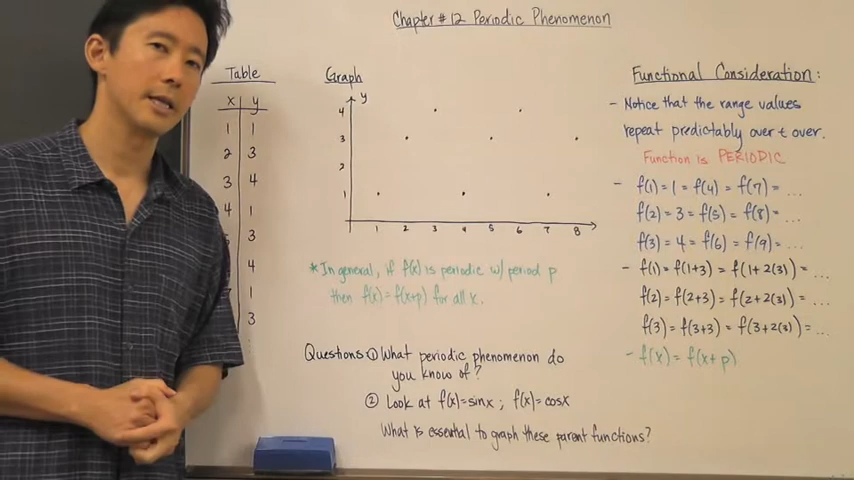 Chapter #12 Periodic Phenomenon
Table
x y
1 1
2 3
3 4
4 1
3
4
1
3
Graph
y
4
3
2
1
1 2 3 4 5 6 7 8
*In general, if f(x) is periodic w/ period p
then f(x) = f(x+p) for all x.
Questions: ① What periodic phenomenon do
you know of?
② Look at f(x)=sinx ; f(x)=cosx
What is essential to graph these parent functions?
Functional Consideration:
- Notice that the range values
repeat predictably over + over.
Function is PERIODIC
- f(1) = 1 = f(4) = f(7) = ...
f(2) = 3 = f(5) = f(8) = ...
f(3) = 4 = f(6) = f(9) = ...
- f(1) = f(1+3) = f(1+2(3)) = ...
f(2) = f(2+3) = f(2+2(3)) = ...
f(3) = f(3+3) = f(3+2(3)) = ...
- f(x) = f(x+p)